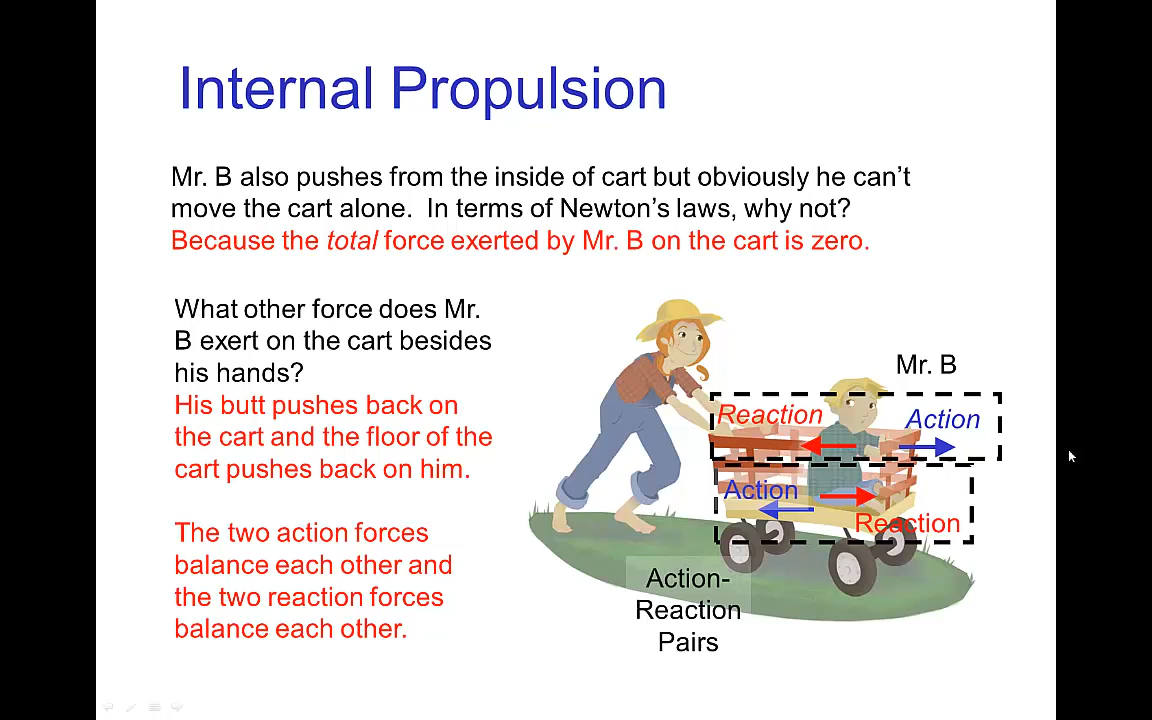 Internal Propulsion
Mr. B also pushes from the inside of cart but obviously he can't
move the cart alone.  In terms of Newton's laws, why not?
Because the total force exerted by Mr. B on the cart is zero.
What other force does Mr.
B exert on the cart besides
his hands?
His butt pushes back on
the cart and the floor of the
cart pushes back on him.
The two action forces
balance each other and
the two reaction forces
balance each other.
Mr. B
Reaction
Action
Action
Reaction
Action-
Reaction
Pairs